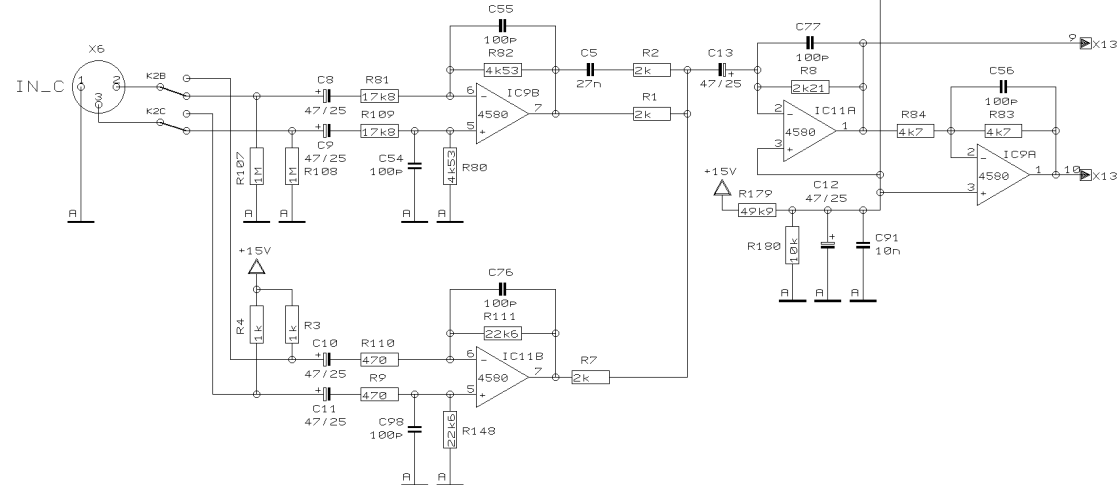 C55
100p
R82
4k53
C5
27n
R2
2k
C13
47/25
C77
100p
R8
2k21
9
X13
X6
IN_C
1
2
3
K2B
K2C
C8
47/25
R81
17k8
R109
17k8
C9
47/25
6
5
7
IC9B
4580
R1
2k
2
3
1
IC11A
4580
R84
4k7
C56
100p
R83
4k7
R107
1M
1M
R108
C54
100p
4k53
R80
2
3
1
IC9A
4580
10
X13
A
A
A
A
A
+15V
R179
49k9
C12
47/25
R180
10k
C91
10n
A
A
A
+15V
R4
1k
1k
R3
C76
100p
R111
22k6
C10
47/25
R110
470
6
5
7
IC11B
4580
R7
2k
R9
470
C11
47/25
C98
100p
22k6
R148
A
A